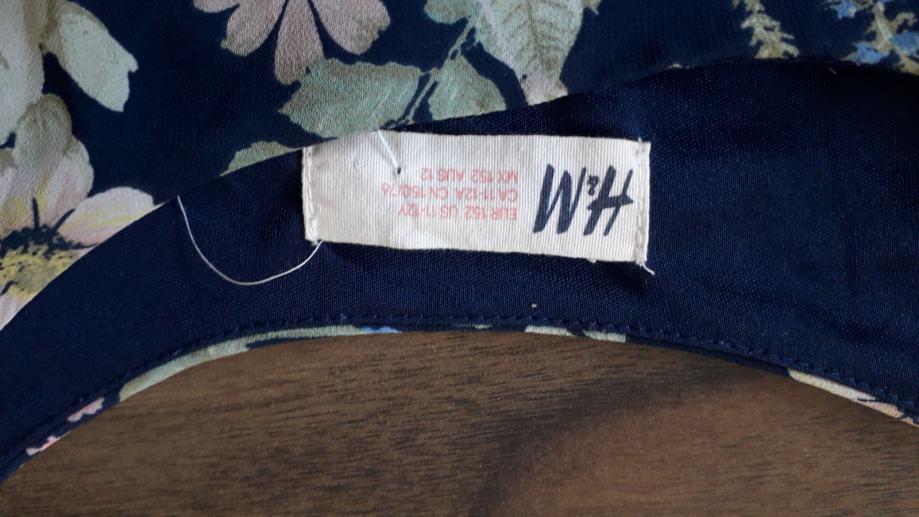 H&M
EUR 152 US 11-12Y
CA 11-12A CN 150/76
MX 152 AUS 12